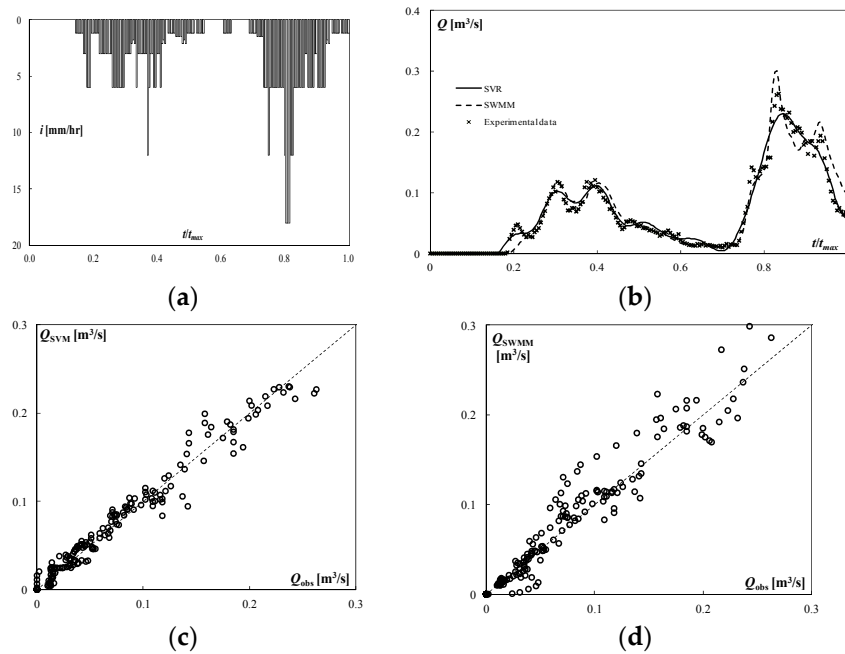 0
5
10
15
20
i [mm/hr]
t/tmax
0.0 0.2 0.4 0.6 0.8 1.0
(a)
Q [m³/s]
0.4
0.3
0.2
0.1
0
SVR
SWMM
Experimental data
t/tmax
0 0.2 0.4 0.6 0.8
(b)
QSVM [m³/s]
0.3
0.2
0.1
0
Qobs [m³/s]
0 0.1 0.2 0.3
(c)
QSWMM
[m³/s]
0.3
0.2
0.1
0
Qobs [m³/s]
0 0.1 0.2 0.3
(d)